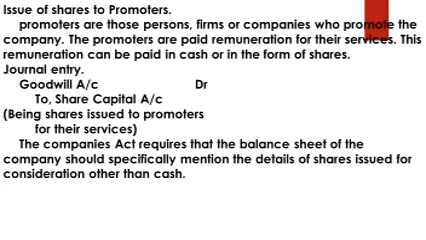 Issue of shares to Promoters.
promoters are those persons, firms or companies who promote the
company. The promoters are paid remuneration for their services. This
remuneration can be paid in cash or in the form of shares.
Journal entry.
Goodwill A/c Dr
To, Share Capital A/c
(Being shares issued to promoters
for their services)
The companies Act requires that the balance sheet of the
company should specifically mention the details of shares issued for
consideration other than cash.